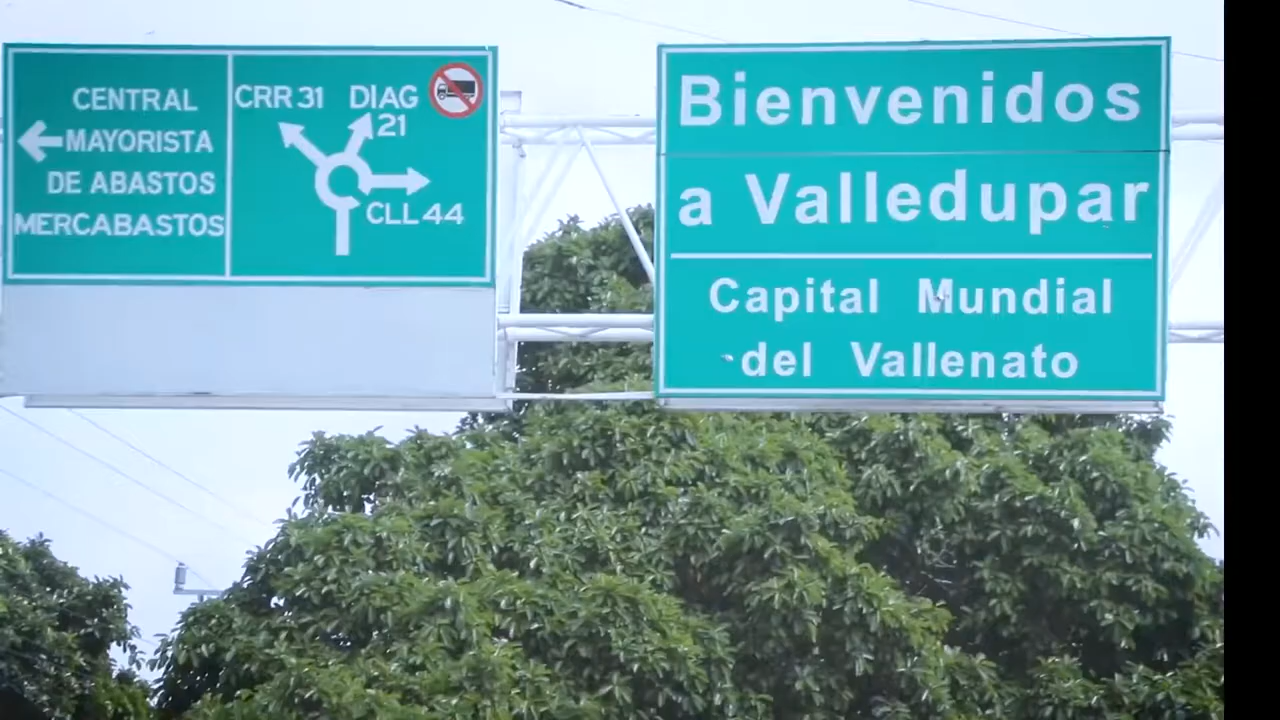 CENTRAL
MAYORISTA
DE ABASTOS
MERCABASTOS
CRR 31
DIAG
21
CLL 44
Bienvenidos
a Valledupar
Capital Mundial
del Vallenato